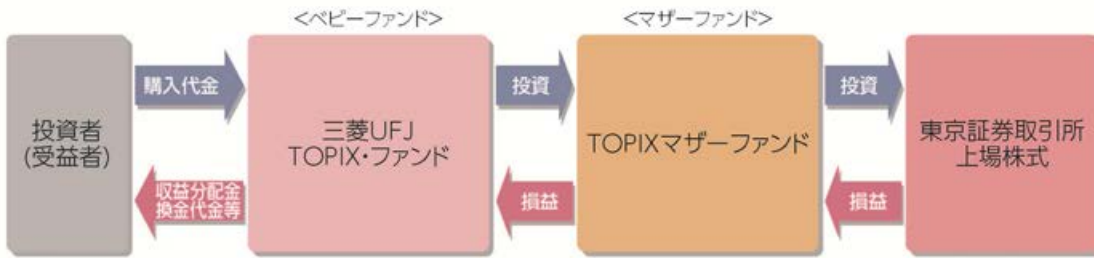 <ベビーファンド>
<マザーファンド>
投資者
(受益者)
購入代金
収益分配金
換金代金等
三菱UFJ
TOPIX・ファンド
投資
損益
TOPIXマザーファンド
投資
損益
東京証券取引所
上場株式